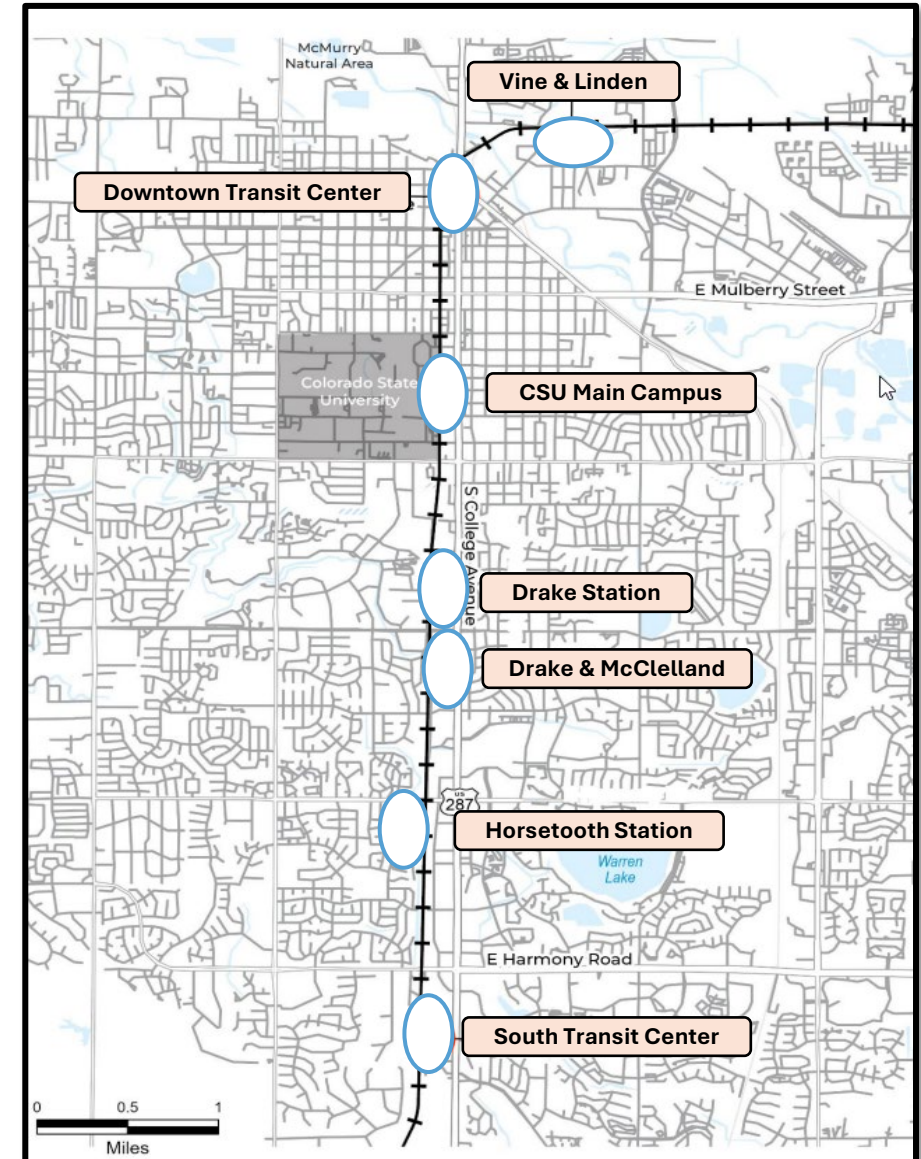 McMurry
Natural Area
Vine & Linden
Downtown Transit Center
E Mulberry Street
Colorado State
University
CSU Main Campus
S College Avenue
Drake Station
Drake & McClelland
US
287
Horsetooth Station
Warren
Lake
E Harmony Road
South Transit Center
0 0.5 1
Miles